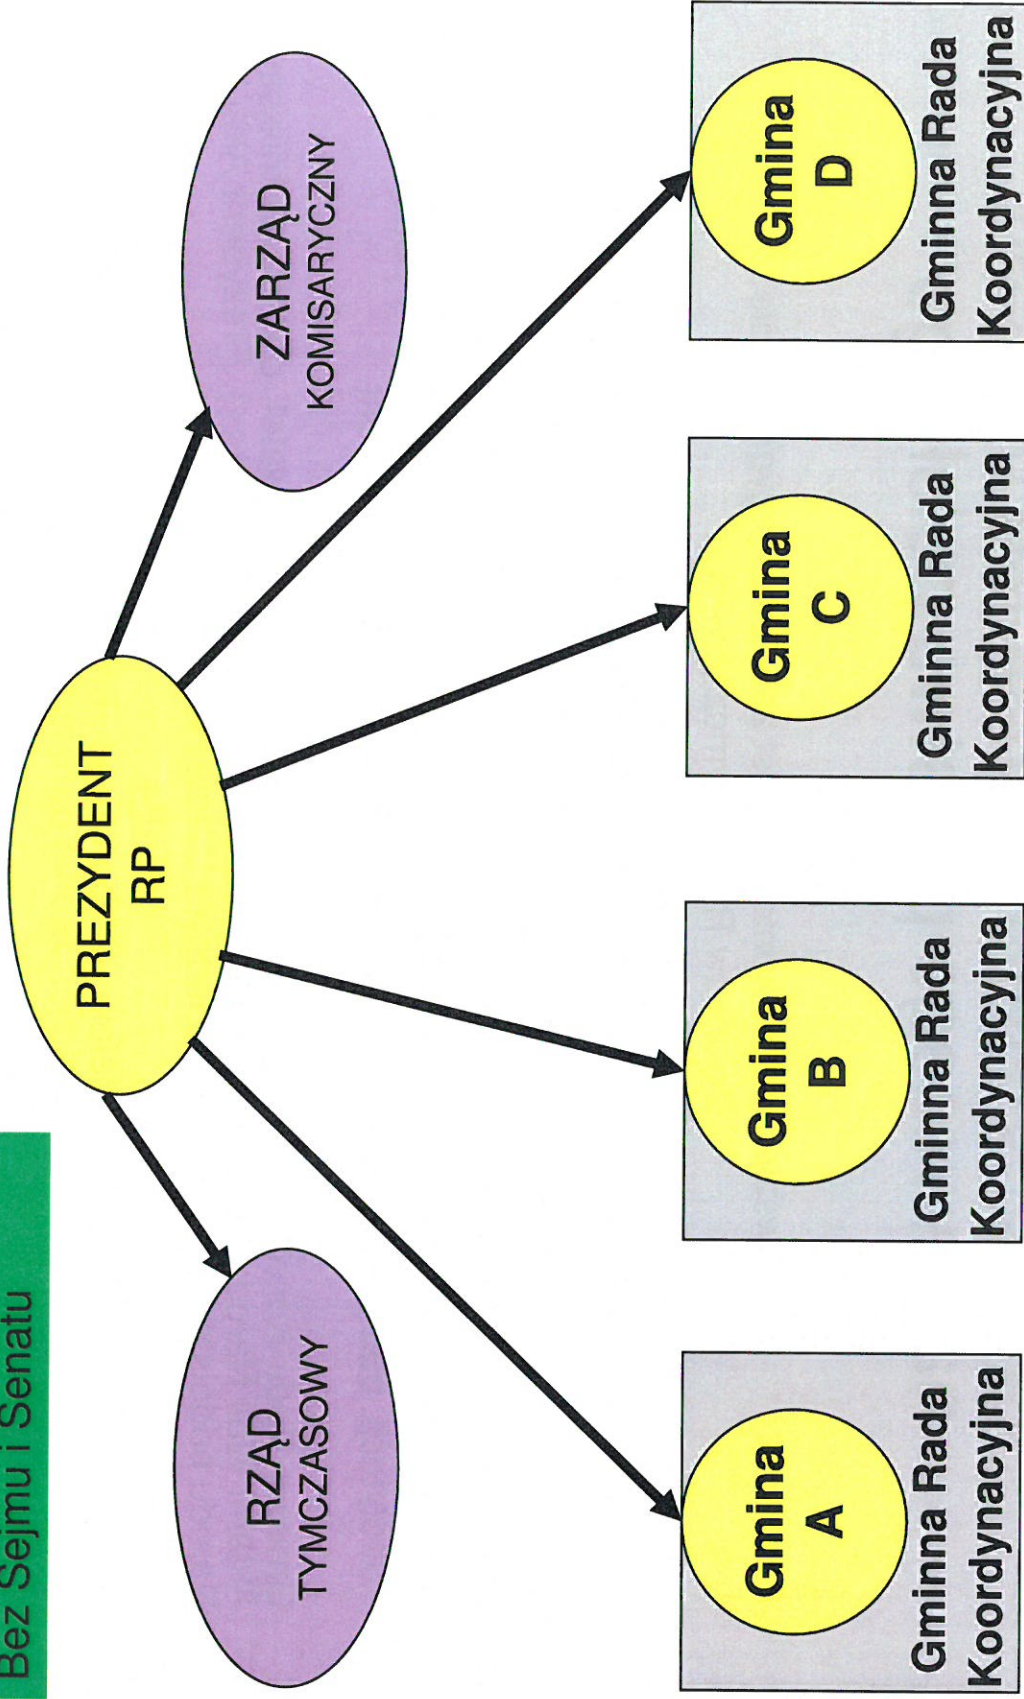 Bez Sejmu i Senatu
PREZYDENT
RP
RZĄD
TYMCZASOWY
ZARZĄD
KOMISARYCZNY
Gmina
A
Gminna Rada
Koordynacyjna
Gmina
B
Gminna Rada
Koordynacyjna
Gmina
C
Gminna Rada
Koordynacyjna
Gmina
D
Gminna Rada
Koordynacyjna